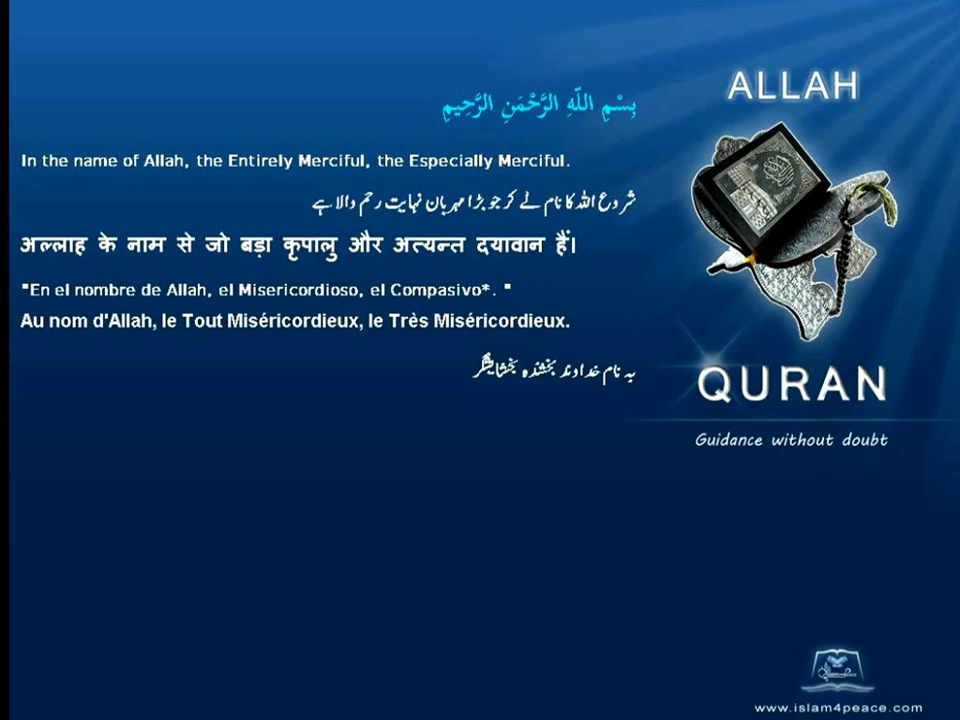 بِسْمِ اللَّهِ الرَّحْمَنِ الرَّحِيمِ
In the name of Allah, the Entirely Merciful, the Especially Merciful.
شروع الله کا نام لے کر جو بڑا مہربان نہایت رحم والا ہے
अल्लाह के नाम से जो बड़ा कृपालु और अत्यन्त दयावान हैं।
"En el nombre de Allah, el Misericordioso, el Compasivo*. "
Au nom d'Allah, le Tout Miséricordieux, le Très Miséricordieux.
به نام خداوند بخشنده بخشایشگر
ALLAH
QURAN
Guidance without doubt
www.islam4peace.com